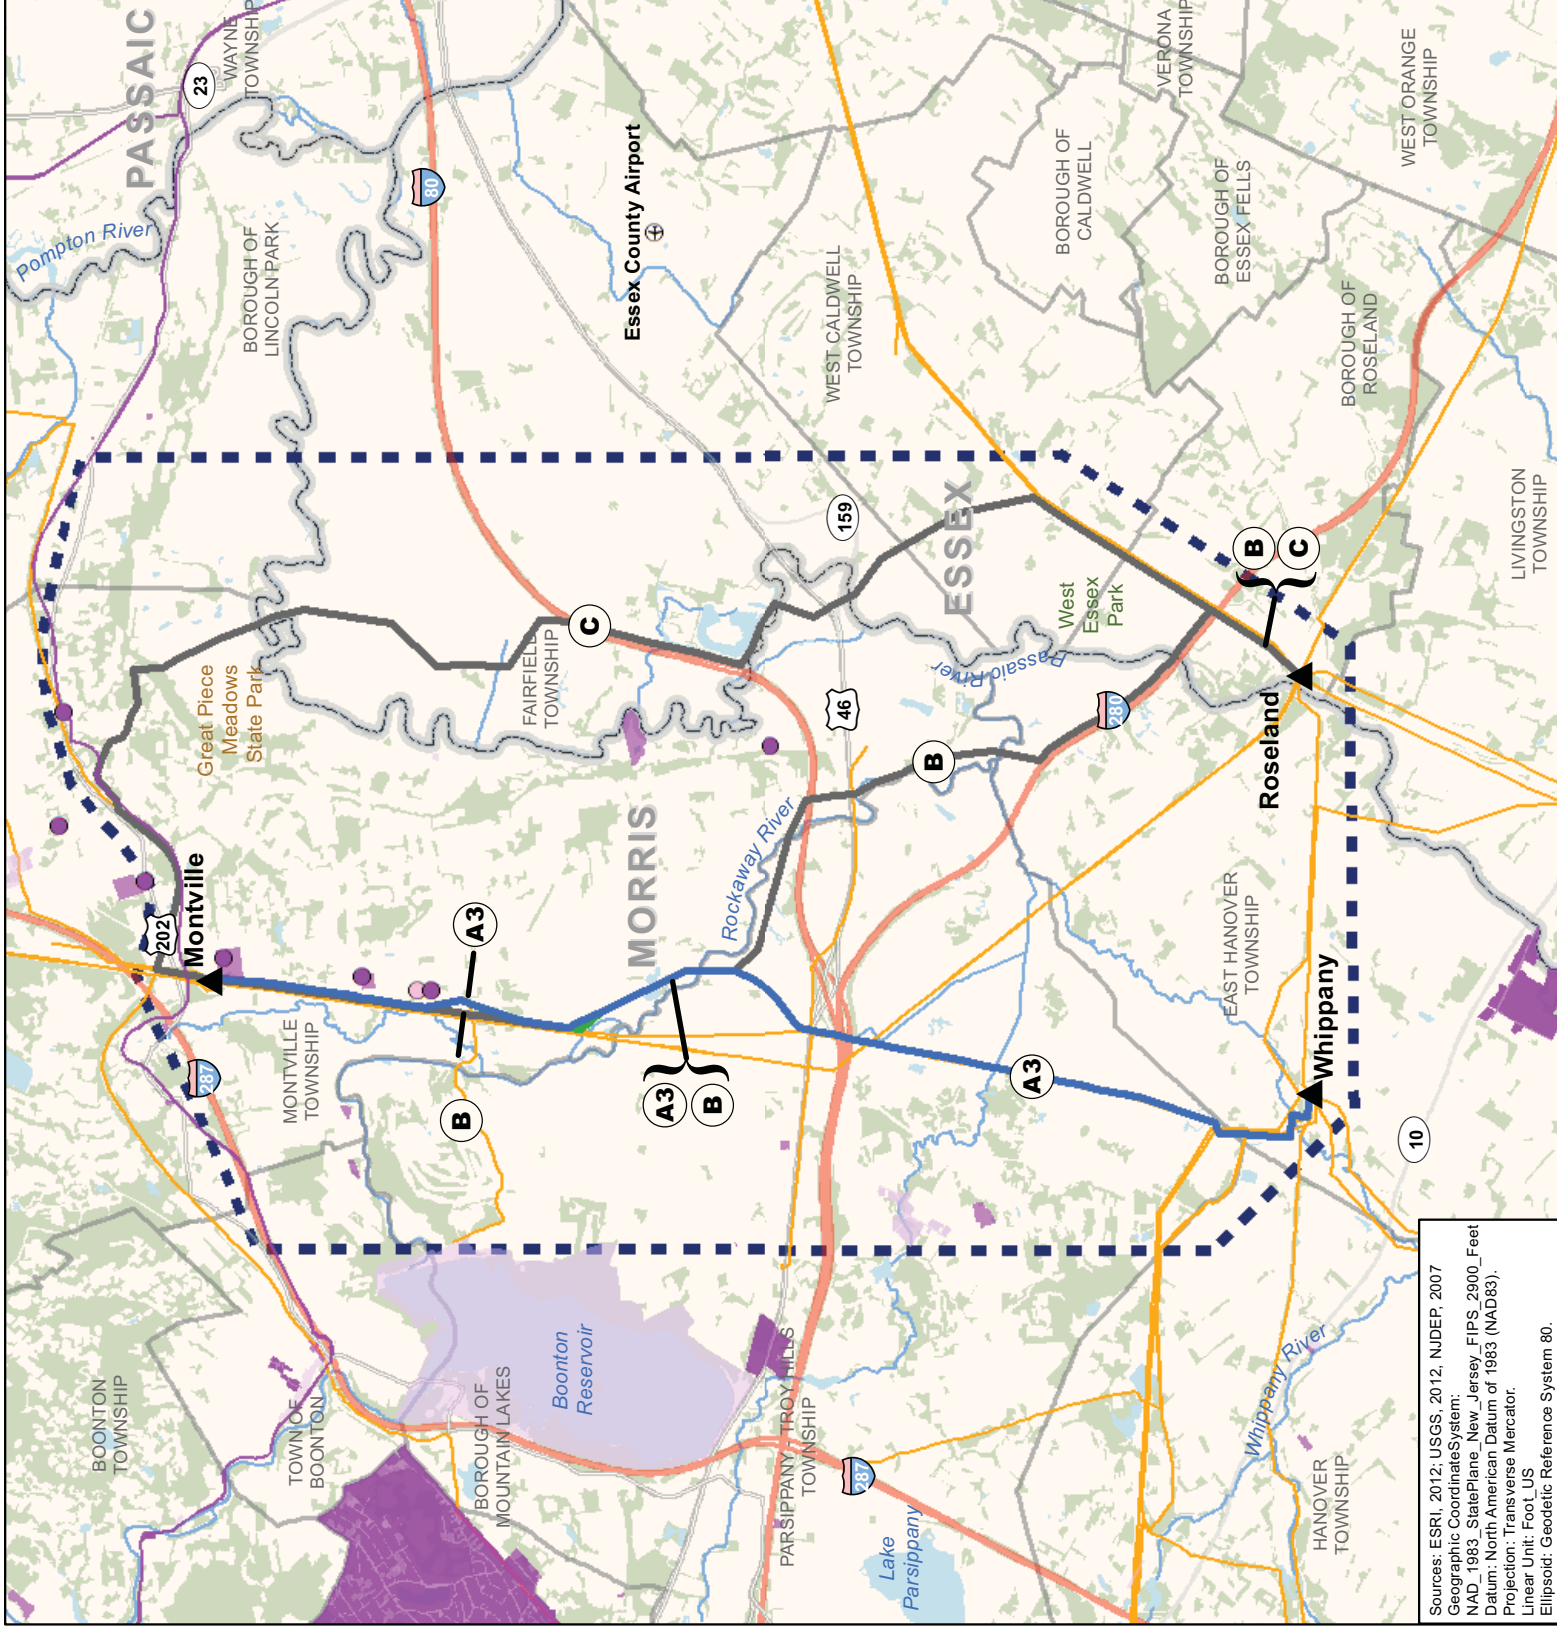 PASSAIC
WAYNE
TOWNSHIP
23
Pompton River
BOROUGH OF
LINCOLN PARK
80
Essex County Airport
WEST CALDWELL
TOWNSHIP
BOROUGH OF
CALDWELL
VERONA
TOWNSHIP
BOROUGH OF
ESSEX FELLS
WEST ORANGE
TOWNSHIP
BOROUGH OF
ROSELAND
LIVINGSTON
TOWNSHIP
159
ESSEX
West
Essex
Park
B
C
Great Piece
Meadows
State Park
FAIRFIELD
TOWNSHIP
C
46
Passaic River
280
Roseland
B
MORRIS
Rockaway River
202
Montville
A3
B
A3
B
MONTVILLE
TOWNSHIP
287
A3
EAST HANOVER
TOWNSHIP
Whippany
10
BOONTON
TOWNSHIP
TOWN OF
BOONTON
BOROUGH OF
MOUNTAIN LAKES
Boonton
Reservoir
PARSIPPANY TROY HILLS
TOWNSHIP
287
Lake
Parsippany
Whippany River
HANOVER
TOWNSHIP
Sources: ESRI, 2012; USGS, 2012, NJDEP, 2007
Geographic CoordinateSystem:
NAD_1983_StatePlane_New_Jersey_FIPS_2900_Feet
Datum: North American Datum of 1983 (NAD83).
Projection: Transverse Mercator.
Linear Unit: Foot_US
Ellipsoid: Geodetic Reference System 80.